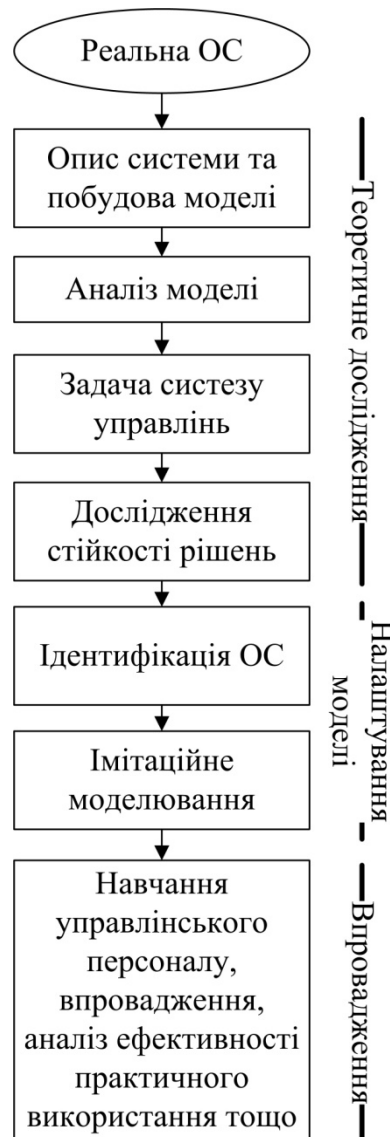 Реальна ОС
Опис системи та
побудова моделі
Аналіз моделі
Задача систезу
управлінь
Дослідження
стійкості рішень
Теоретичне дослідження
Ідентифікація ОС
Імітаційне
моделювання
Налаштування
моделі
Навчання
управлінського
персоналу,
впровадження,
аналіз ефективності
практичного
використання тощо
Впровадження